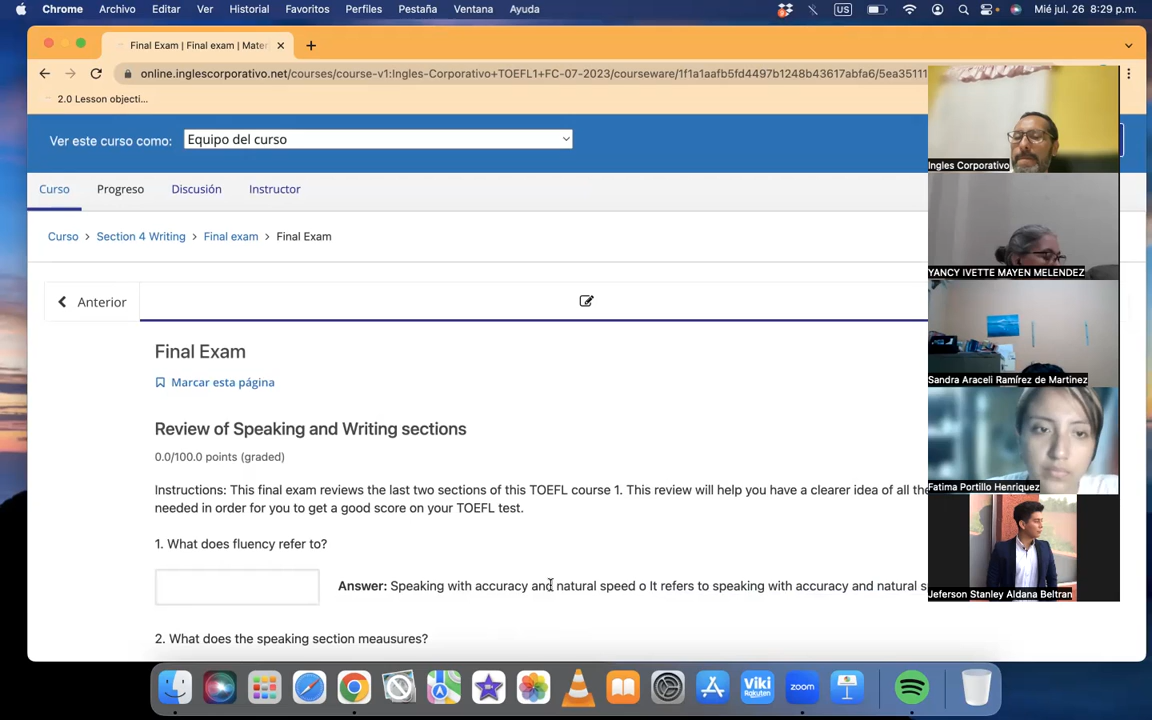 Chrome Archivo Editar Ver Historial Favoritos Perfiles Pestaña Ventana Ayuda US Mié jul. 26 8:29 p.m.
Final Exam | Final exam | Mater
online.inglescorporativo.net/courses/course-v1:Ingles-Corporativo+TOEFL1+FC-07-2023/courseware/1f1a1aafb5fd4497b1248b43617abfa6/5ea35111
2.0 Lesson objecti...
Ver este curso como: Equipo del curso
Curso Progreso Discusión Instructor
Curso > Section 4 Writing > Final exam > Final Exam
Anterior
Final Exam
Marcar esta página
Review of Speaking and Writing sections
0.0/100.0 points (graded)
Instructions: This final exam reviews the last two sections of this TOEFL course 1. This review will help you have a clearer idea of all the
needed in order for you to get a good score on your TOEFL test.
1. What does fluency refer to?
Answer: Speaking with accuracy and natural speed o It refers to speaking with accuracy and natural s
2. What does the speaking section meausures?
Ingles Corporativo
YANCY IVETTE MAYEN MELENDEZ
Sandra Araceli Ramírez de Martinez
Fatima Portillo Henriquez
Jeferson Stanley Aldana Beltran
Viki
Rakuten
zoom